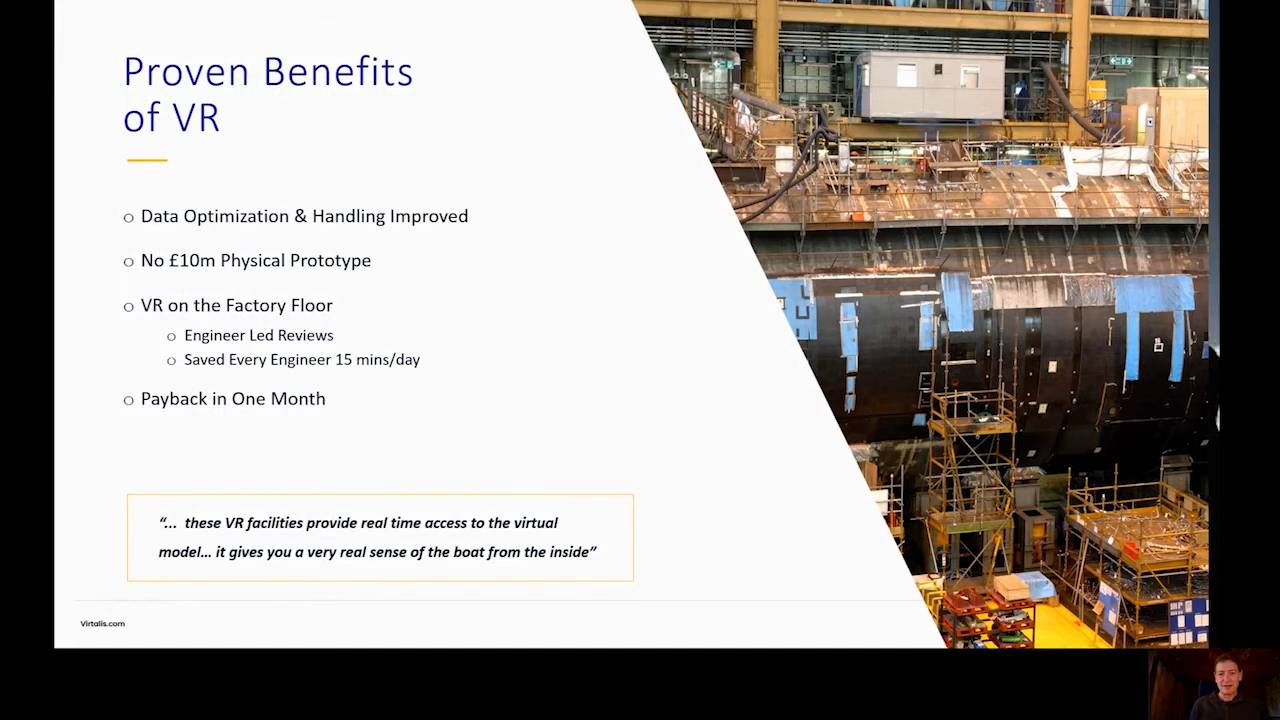 Proven Benefits
of VR
Data Optimization & Handling Improved
No £10m Physical Prototype
VR on the Factory Floor
Engineer Led Reviews
Saved Every Engineer 15 mins/day
Payback in One Month
“... these VR facilities provide real time access to the virtual
model... it gives you a very real sense of the boat from the inside”
Virtalis.com